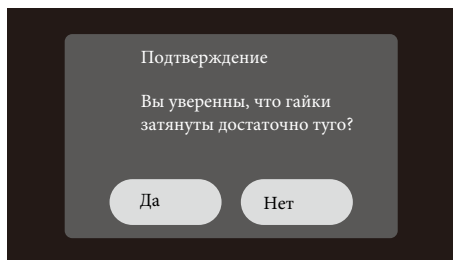 Подтверждение
Вы уверенны, что гайки
затянуты достаточно туго?
Да
Нет